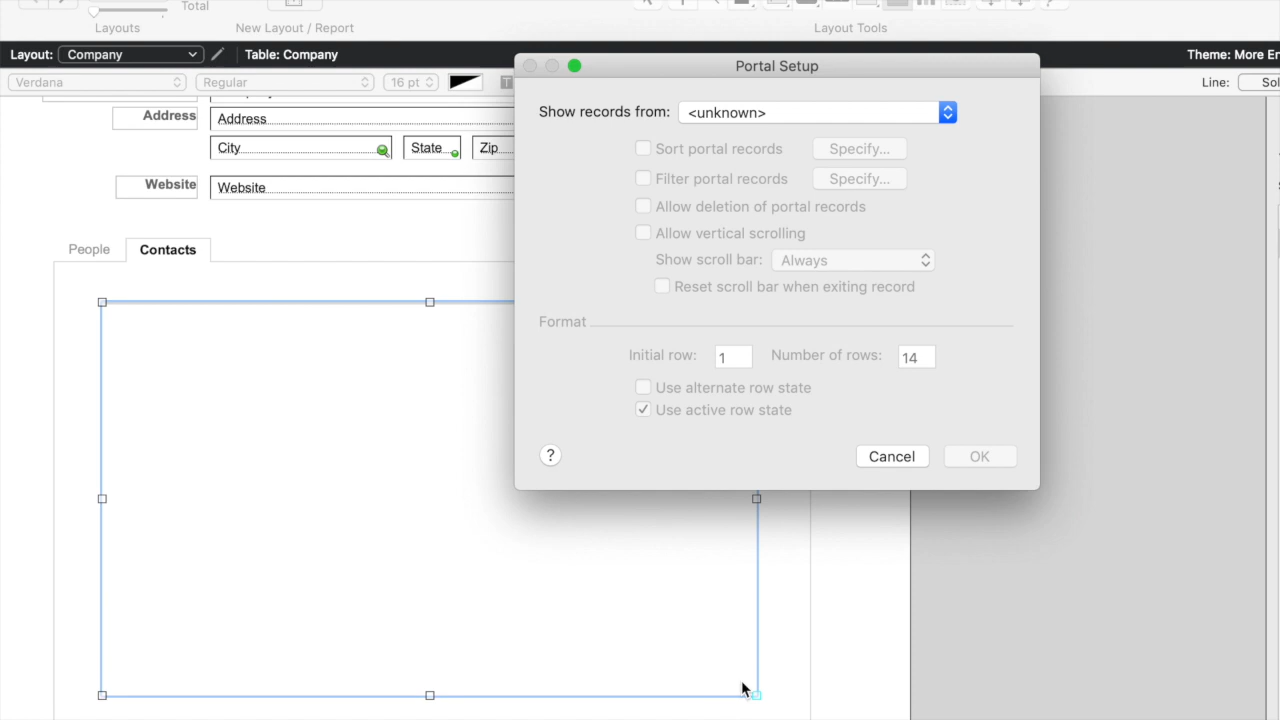 Total
Layouts
New Layout / Report
Layout Tools
Layout: Company
Table: Company
Theme: More En
Verdana
Regular
16 pt
Line: Sol
Portal Setup
Show records from: <unknown>
Sort portal records Specify...
Filter portal records Specify...
Allow deletion of portal records
Allow vertical scrolling
Show scroll bar: Always
Reset scroll bar when exiting record
Format
Initial row: 1 Number of rows: 14
Use alternate row state
Use active row state
? Cancel OK
Address Address
City State Zip
Website Website
People Contacts